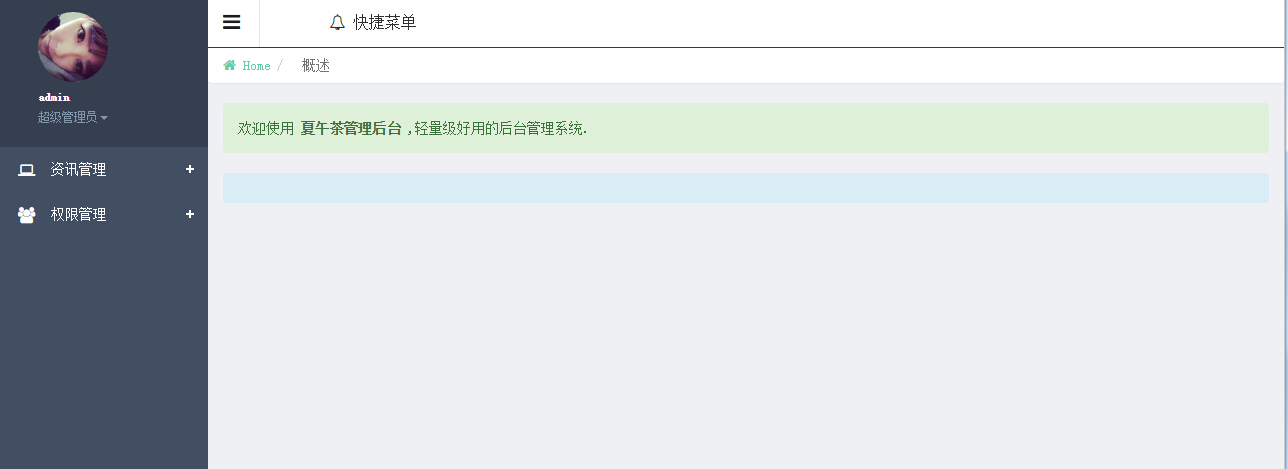 快捷菜单
admin
超级管理员
Home / 概述
欢迎使用 夏午茶管理后台 ,轻量级好用的后台管理系统.
资讯管理
权限管理